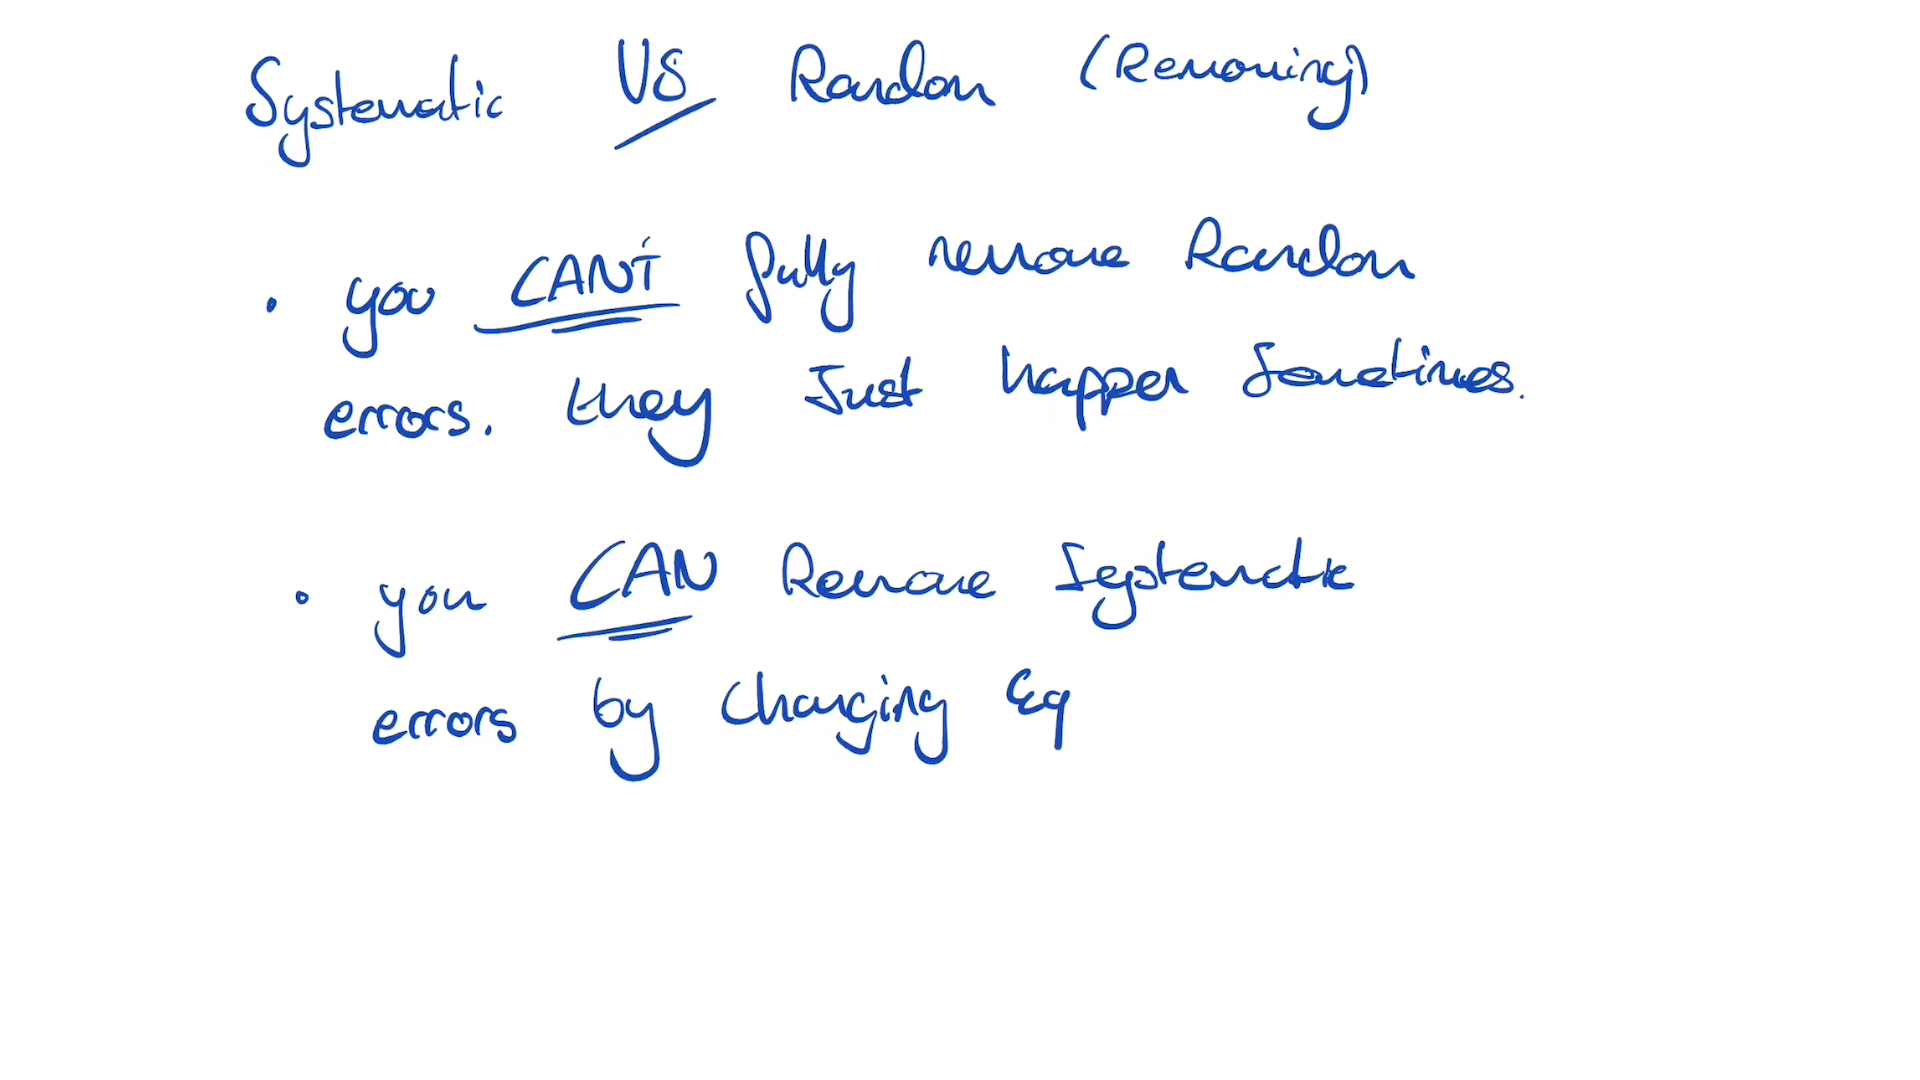 Systematic VS Random (Removing)
• you CAN'T fully remove Random
errors. they Just happen Sometimes.
• you CAN Remove Systematic
errors by changing Eq